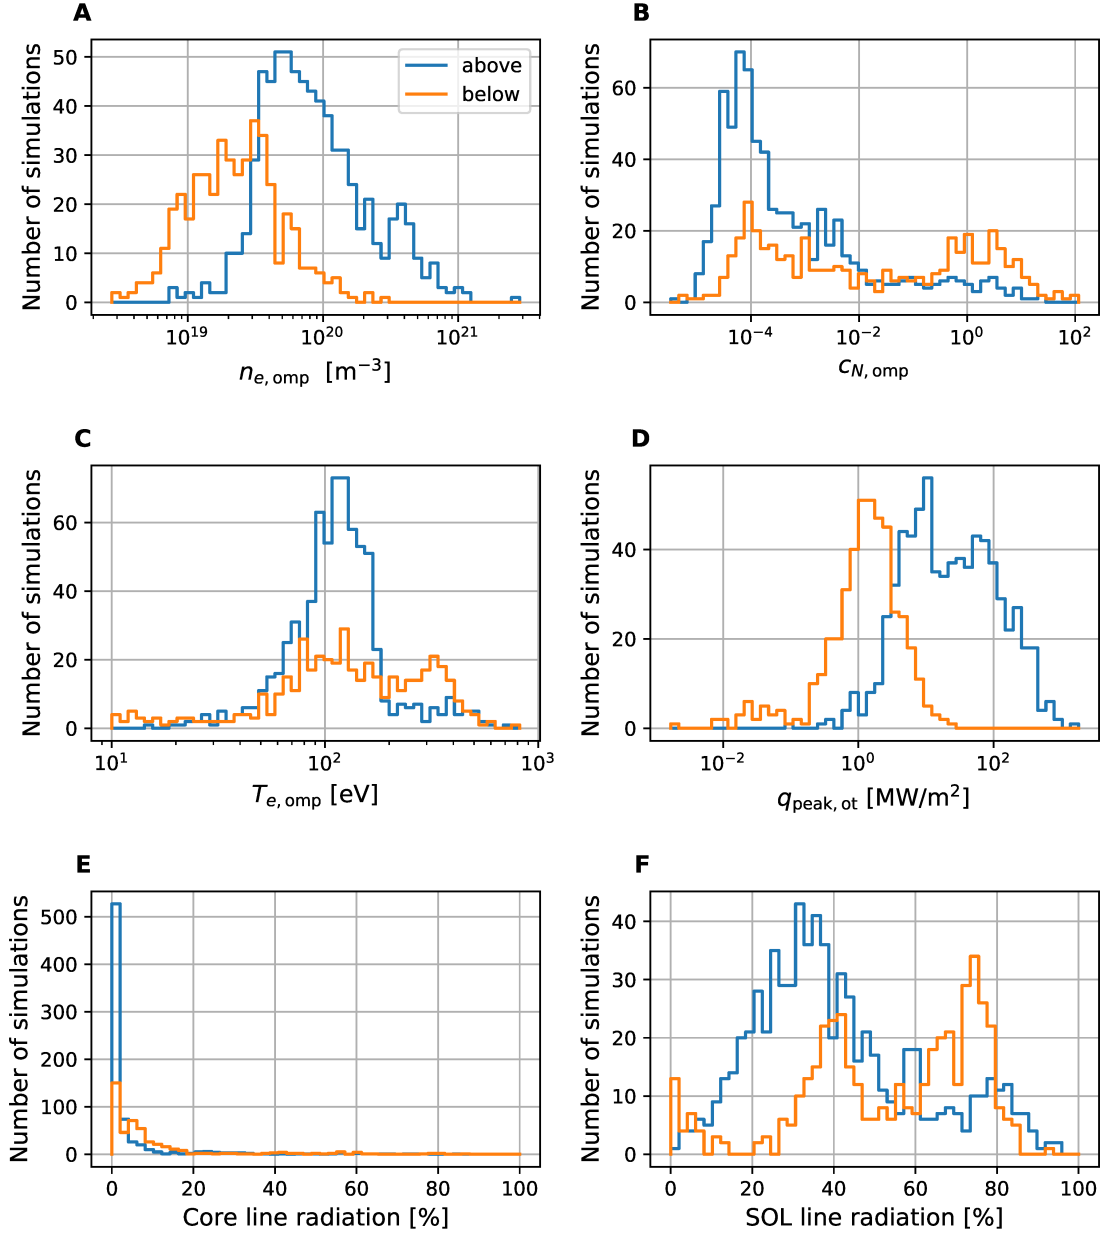 A
Number of simulations
50
40
30
20
10
0
above
below
10^19
10^20
10^21
n_{e, omp} [m^{−3}]
B
Number of simulations
60
40
20
0
10^{−4}
10^{−2}
10^0
10^2
c_{N, omp}
C
Number of simulations
60
40
20
0
10^1
10^2
10^3
T_{e, omp} [eV]
D
Number of simulations
40
20
0
10^{−2}
10^0
10^2
q_{peak, ot} [MW/m^2]
E
Number of simulations
500
400
300
200
100
0
0
20
40
60
80
100
Core line radiation [%]
F
Number of simulations
40
30
20
10
0
0
20
40
60
80
100
SOL line radiation [%]